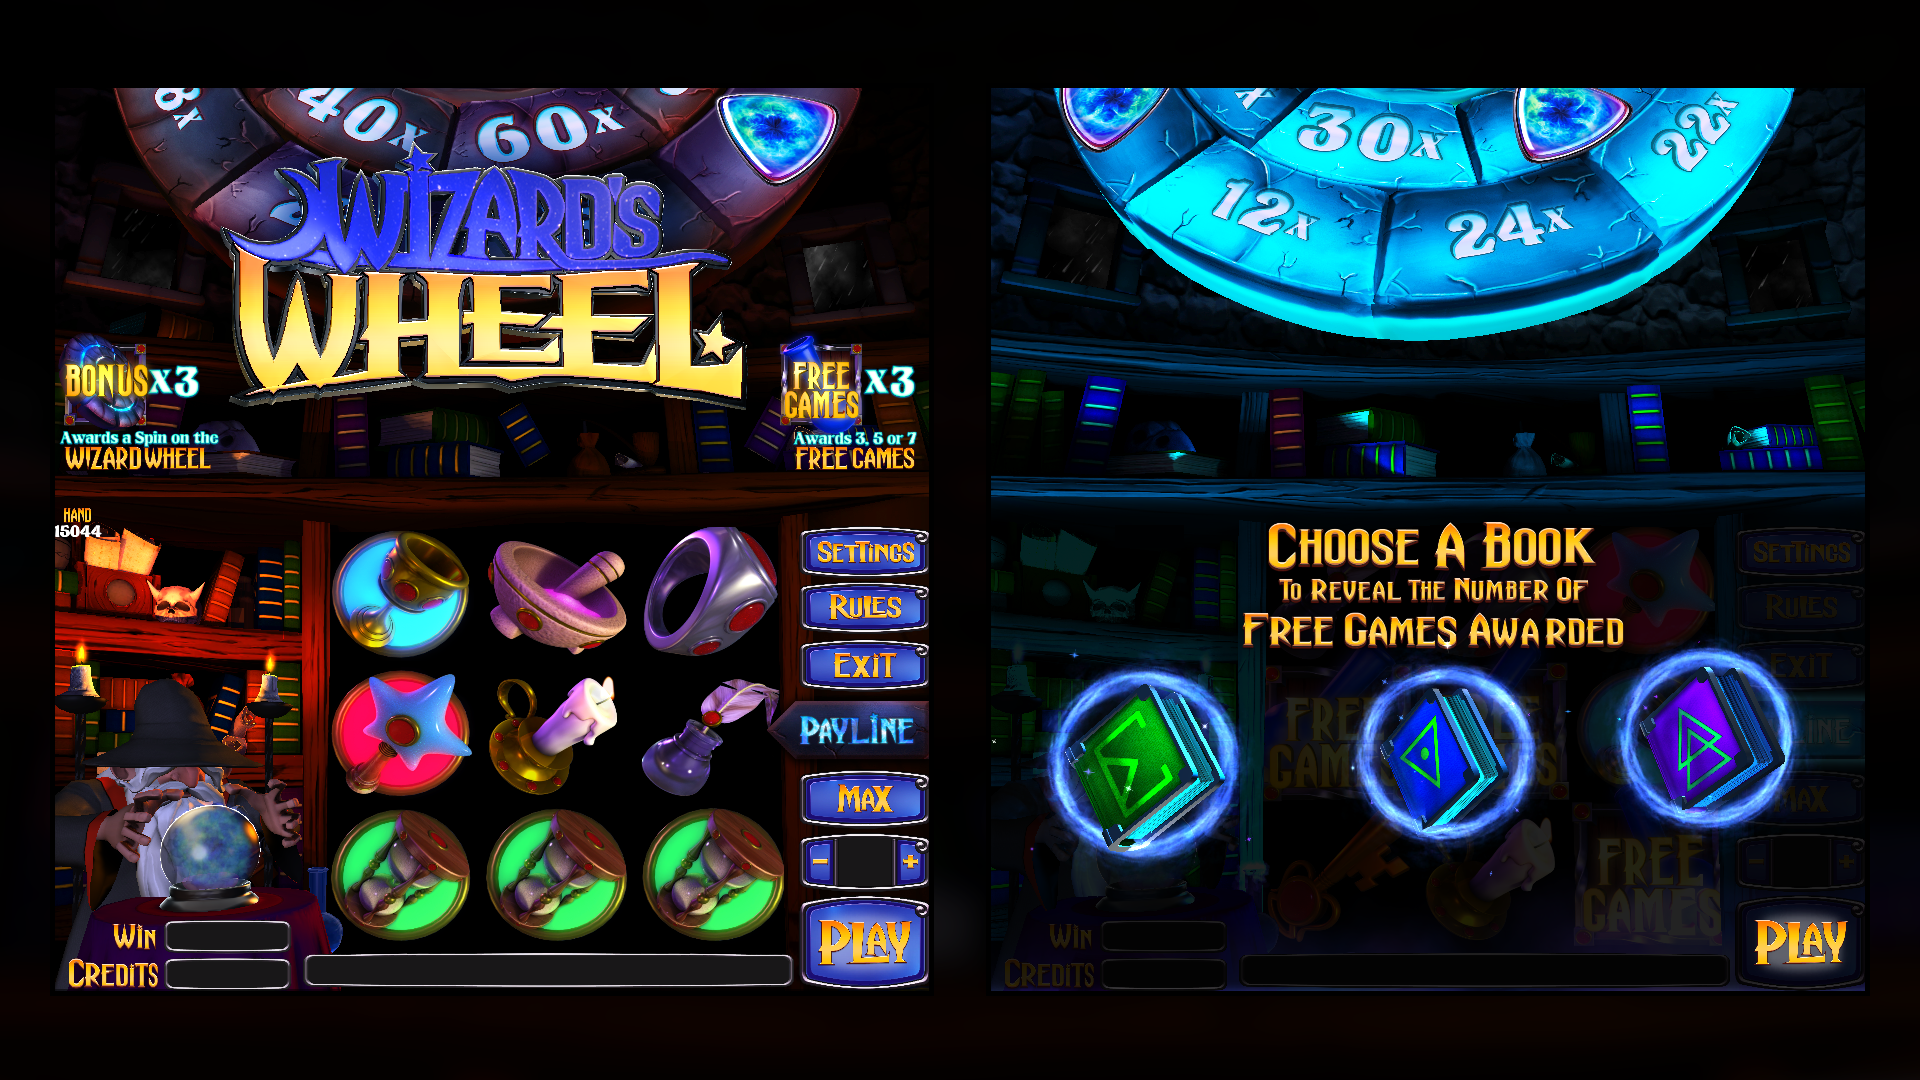 8x
40x
60x
WIZARD'S
WHEEL
BONUS x3
Awards a Spin on the
WIZARD WHEEL
FREE
GAMES
x3
Awards 3, 5 or 7
FREE GAMES
HAND
15044
SETTINGS
RULES
EXIT
PAYLINE
MAX
-
+
PLAY
WIN
CREDITS
30x
22x
12x
24x
CHOOSE A BOOK
TO REVEAL THE NUMBER OF
FREE GAMES AWARDED
SETTINGS
RULES
EXIT
MAX
-
+
FREE
GAMES
PLAY
WIN
CREDITS